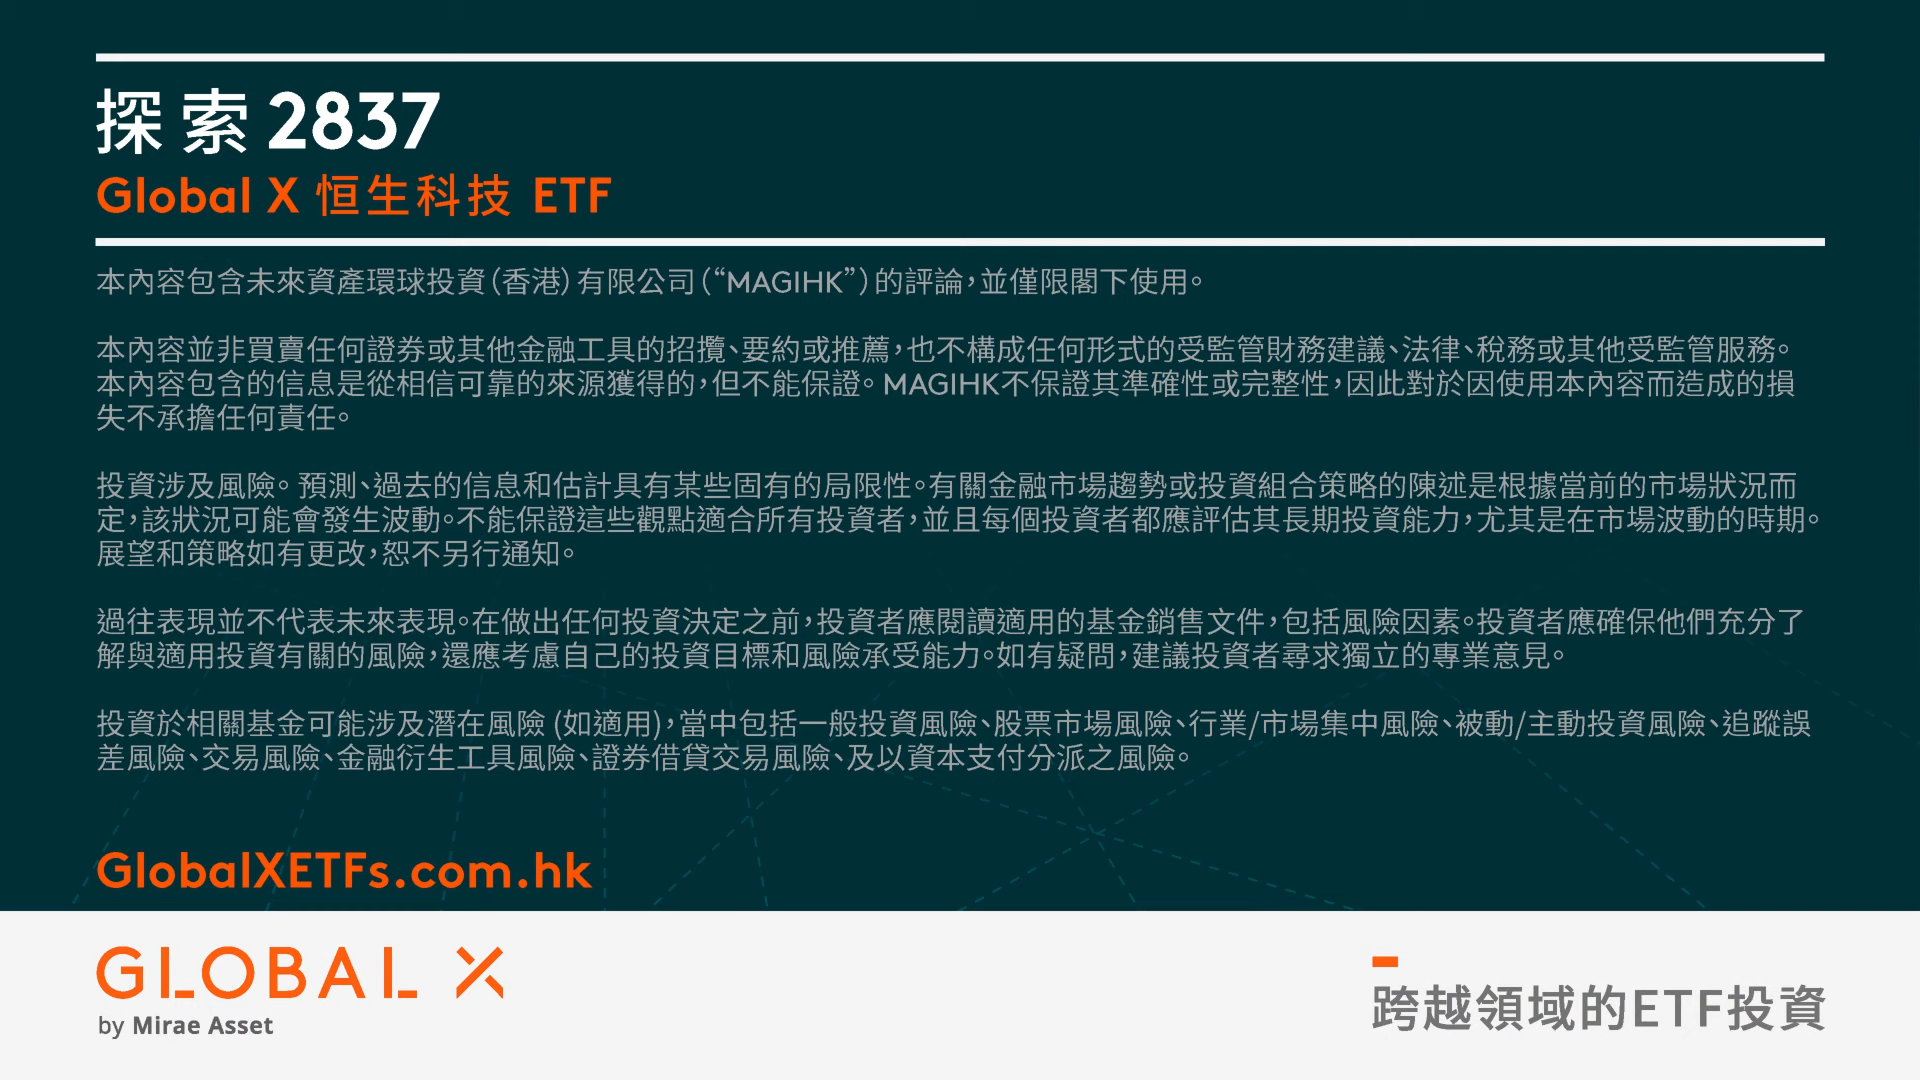 探索2837
Global X 恒生科技 ETF
本內容包含未來資產環球投資（香港）有限公司（“MAGIHK”）的評論，並僅限閣下使用。
本內容並非買賣任何證券或其他金融工具的招攬、要約或推薦，也不構成任何形式的受監管財務建議、法律、稅務或其他受監管服務。
本內容包含的信息是從相信可靠的來源獲得的，但不能保證。MAGIHK不保證其準確性或完整性，因此對於因使用本內容而造成的損
失不承擔任何責任。
投資涉及風險。預測、過去的信息和估計具有某些固有的局限性。有關金融市場趨勢或投資組合策略的陳述是根據當前的市場狀況而
定，該狀況可能會發生波動。不能保證這些觀點適合所有投資者，並且每個投資者都應評估其長期投資能力，尤其是在市場波動的時期。
展望和策略如有更改，恕不另行通知。
過往表現並不代表未來表現。在做出任何投資決定之前，投資者應閱讀適用的基金銷售文件，包括風險因素。投資者應確保他們充分了
解與適用投資有關的風險，還應考慮自己的投資目標和風險承受能力。如有疑問，建議投資者尋求獨立的專業意見。
投資於相關基金可能涉及潛在風險 (如適用)，當中包括一般投資風險、股票市場風險、行業/市場集中風險、被動/主動投資風險、追蹤誤
差風險、交易風險、金融衍生工具風險、證券借貸交易風險、及以資本支付分派之風險。
GlobalXETFs.com.hk
GLOBAL X
by Mirae Asset
跨越領域的ETF投資